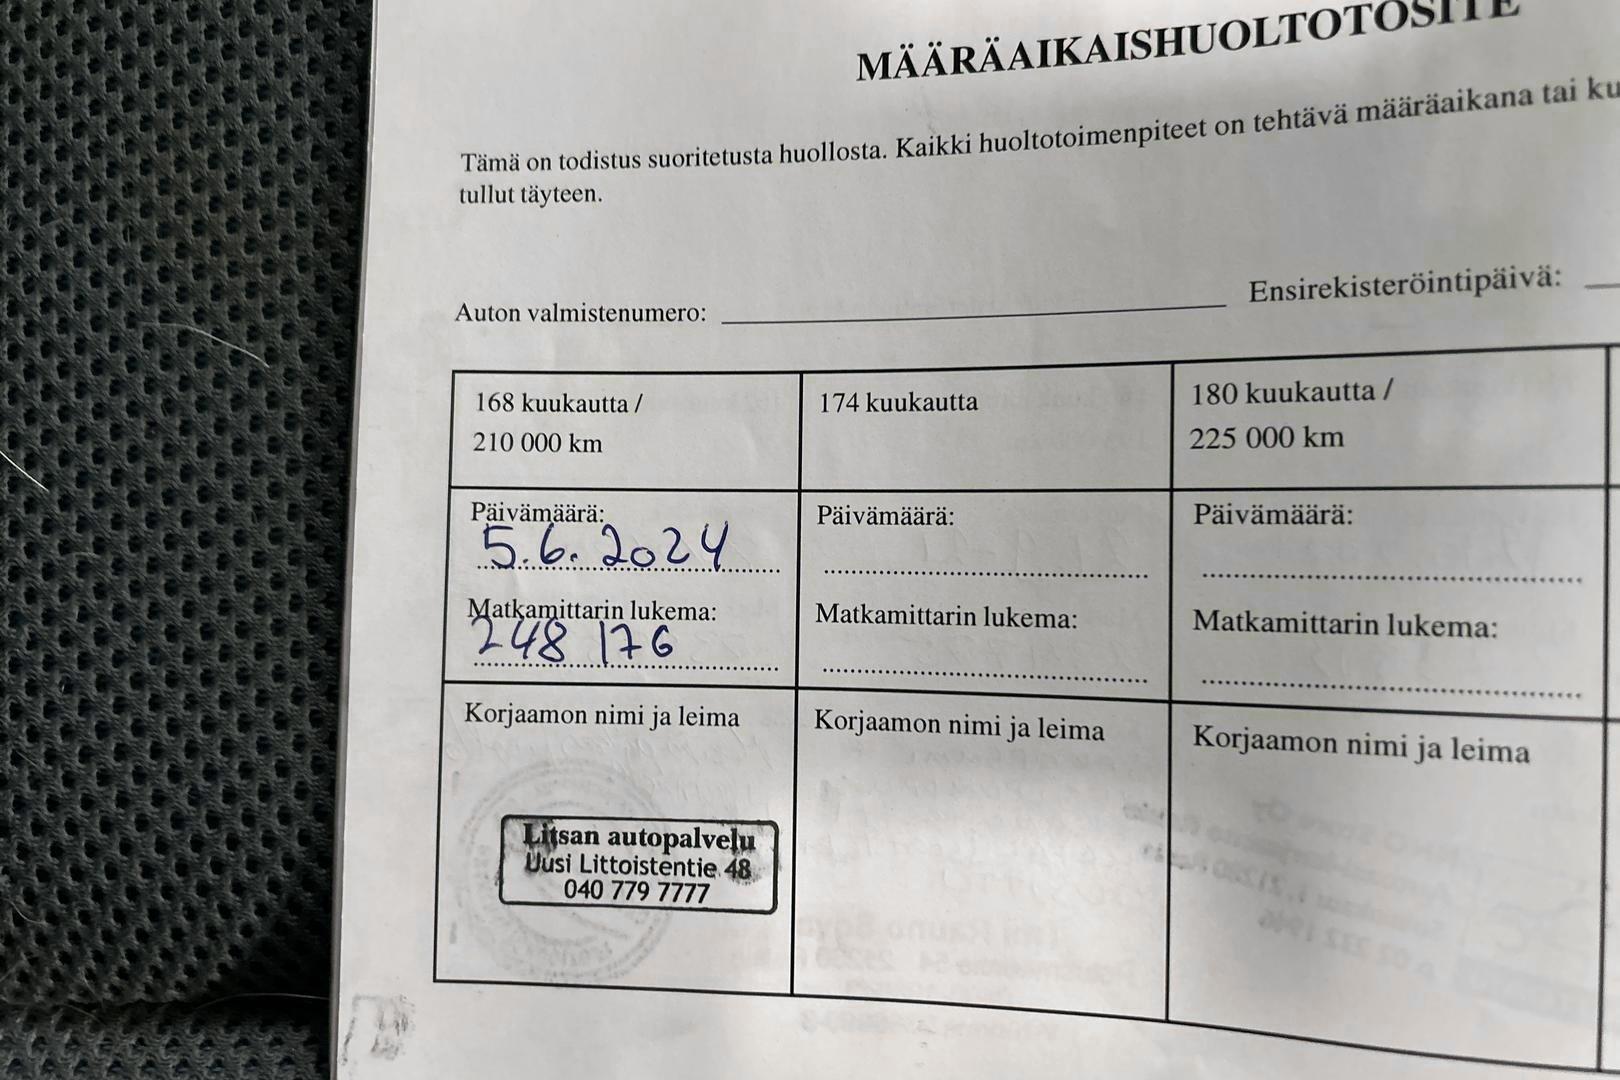 MÄÄRÄAIKAISHUOLTOTOSITE
Tämä on todistus suoritetusta huollosta. Kaikki huoltotoimenpiteet on tehtävä määräaikana tai ku
tullut täyteen.
Auton valmistenumero:
Ensirekisteröintipäivä:
168 kuukautta /
210 000 km
174 kuukautta
180 kuukautta /
225 000 km
Päivämäärä:
5.6.2024
Päivämäärä:
Päivämäärä:
Matkamittarin lukema:
248 176
Matkamittarin lukema:
Matkamittarin lukema:
Korjaamon nimi ja leima
Korjaamon nimi ja leima
Korjaamon nimi ja leima
Litsan autopalvelu
Uusi Littoistentie 48
040 779 7777